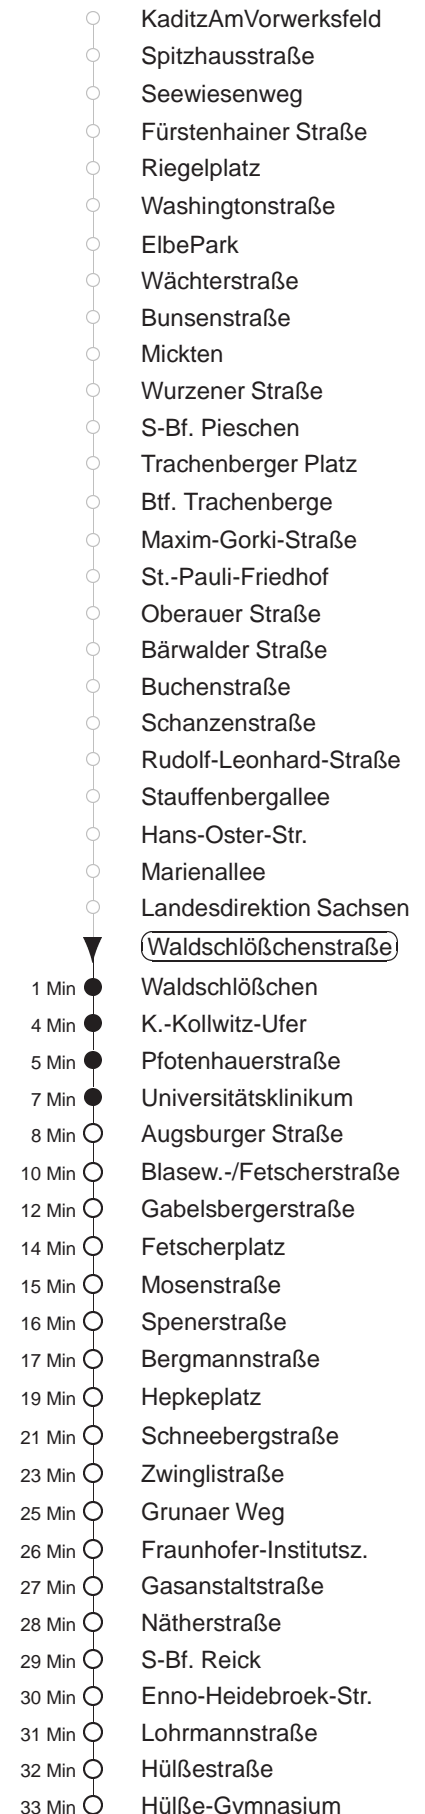 KaditzAmVorwerksfeld
Spitzhausstraße
Seewiesenweg
Fürstenhainer Straße
Riegelplatz
Washingtonstraße
ElbePark
Wächterstraße
Bunsenstraße
Mickten
Wurzener Straße
S-Bf. Pieschen
Trachenberger Platz
Btf. Trachenberge
Maxim-Gorki-Straße
St.-Pauli-Friedhof
Oberauer Straße
Bärwalder Straße
Buchenstraße
Schanzenstraße
Rudolf-Leonhard-Straße
Stauffenbergallee
Hans-Oster-Str.
Marienallee
Landesdirektion Sachsen
Waldschlößchenstraße
1 Min Waldschlößchen
4 Min K.-Kollwitz-Ufer
5 Min Pfotenhauerstraße
7 Min Universitätsklinikum
8 Min Augsburger Straße
10 Min Blasew.-/Fetscherstraße
12 Min Gabelsbergerstraße
14 Min Fetscherplatz
15 Min Mosenstraße
16 Min Spenerstraße
17 Min Bergmannstraße
19 Min Hepkeplatz
21 Min Schneebergstraße
23 Min Zwinglistraße
25 Min Grunaer Weg
26 Min Fraunhofer-Institutsz.
27 Min Gasanstaltstraße
28 Min Nätherstraße
29 Min S-Bf. Reick
30 Min Enno-Heidebroek-Str.
31 Min Lohrmannstraße
32 Min Hülßestraße
33 Min Hülße-Gymnasium